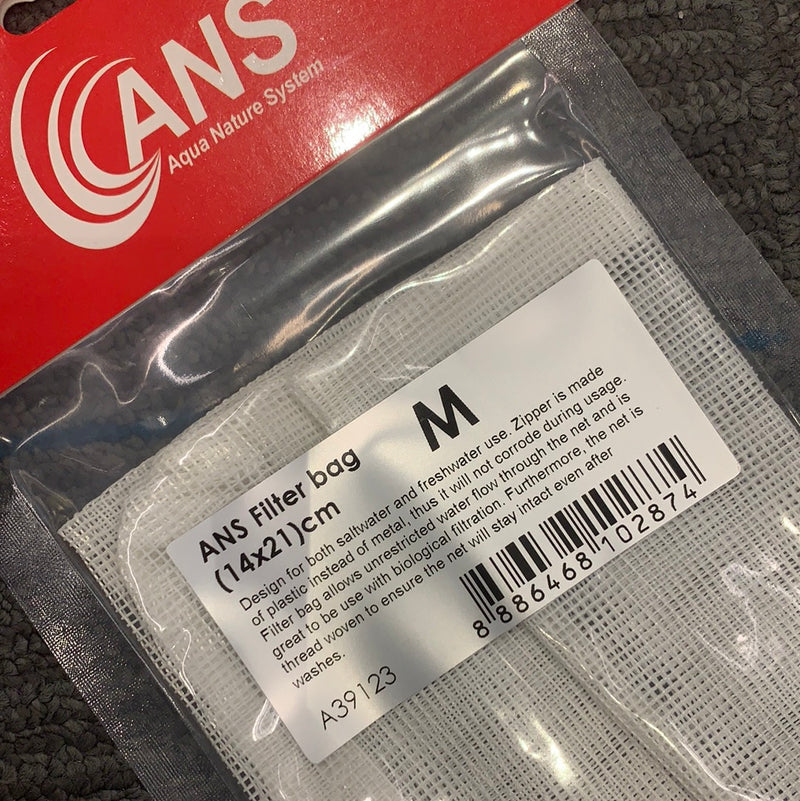 ANS
Aqua Nature System
ANS Filter bag
(14x21)cm
M
Design for both saltwater and freshwater use. Zipper is made
of plastic instead of metal, thus it will not corrode during usage.
Filter bag allows unrestricted water flow through the net and is
great to be use with biological filtration. Furthermore, the net is
thread woven to ensure the net will stay intact even after
washes.
A39123
8 886468 102874